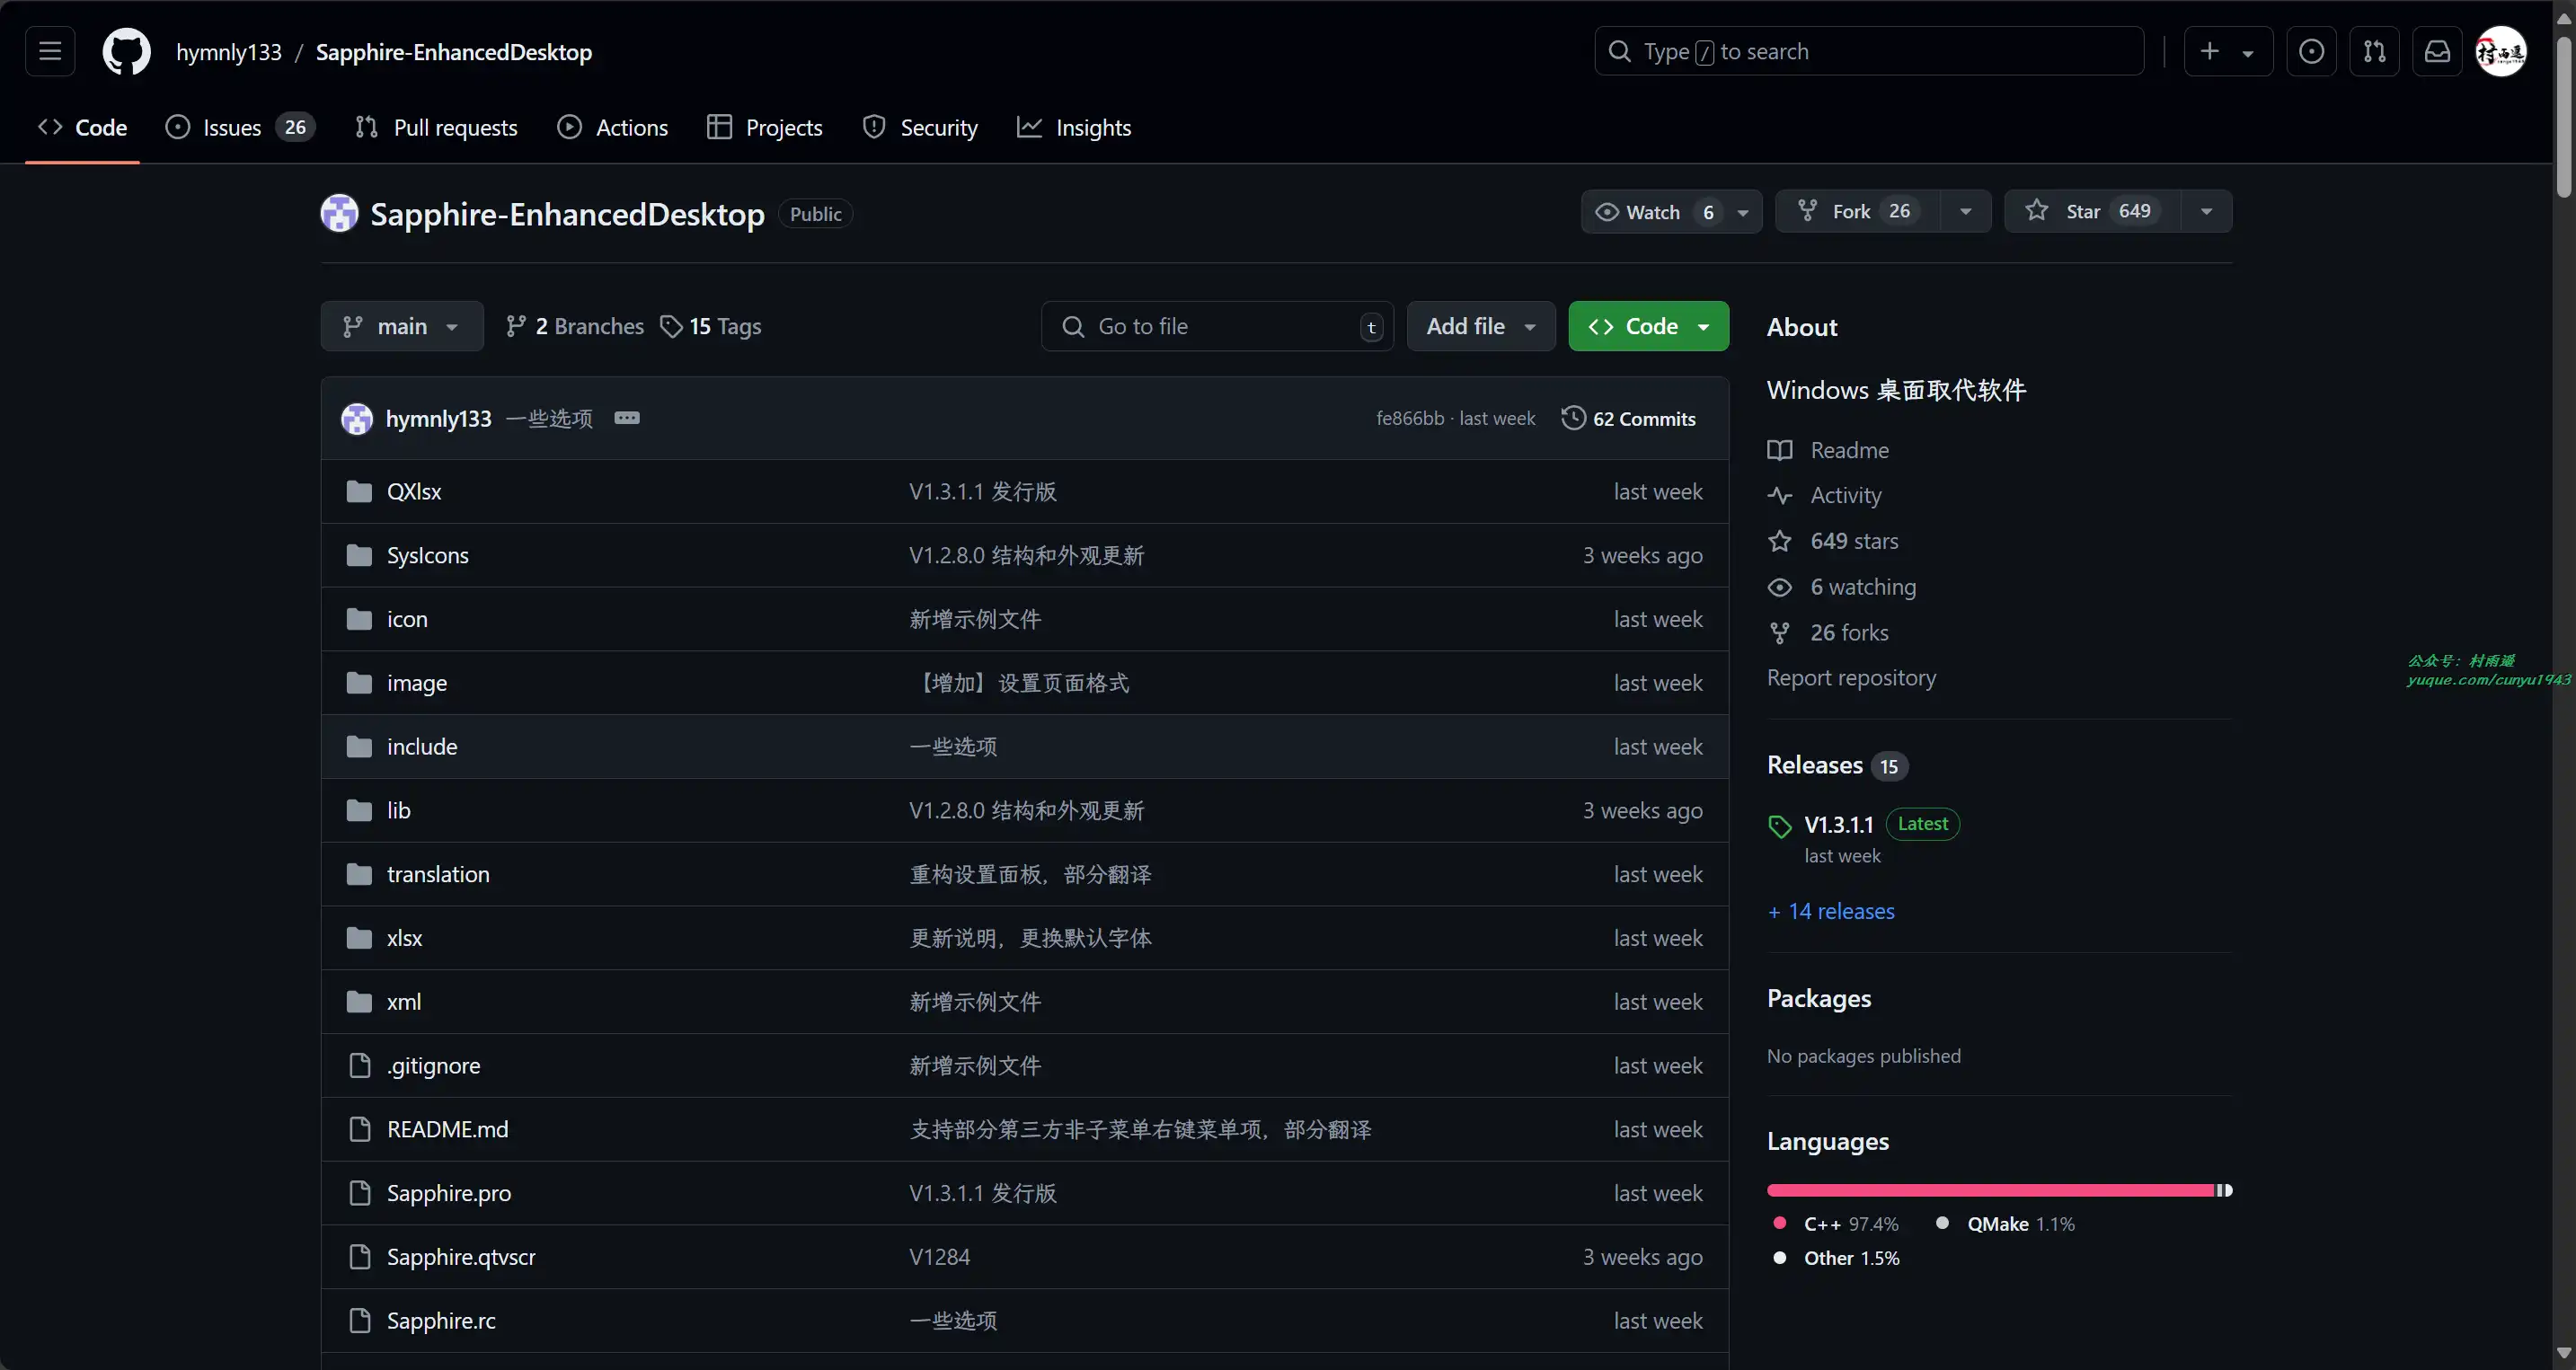 hymnly133 / Sapphire-EnhancedDesktop
Type / to search
Code
Issues 26
Pull requests
Actions
Projects
Security
Insights
Sapphire-EnhancedDesktop Public
Watch 6
Fork 26
Star 649
main
2 Branches
15 Tags
Go to file t
Add file
Code
hymnly133 一些选项
fe866bb · last week
62 Commits
QXlsx V1.3.1.1 发行版 last week
SysIcons V1.2.8.0 结构和外观更新 3 weeks ago
icon 新增示例文件 last week
image 【增加】设置页面格式 last week
include 一些选项 last week
lib V1.2.8.0 结构和外观更新 3 weeks ago
translation 重构设置面板，部分翻译 last week
xlsx 更新说明，更换默认字体 last week
xml 新增示例文件 last week
.gitignore 新增示例文件 last week
README.md 支持部分第三方非子菜单右键菜单项，部分翻译 last week
Sapphire.pro V1.3.1.1 发行版 last week
Sapphire.qtvscr V1284 3 weeks ago
Sapphire.rc 一些选项 last week
About
Windows 桌面取代软件
Readme
Activity
649 stars
6 watching
26 forks
Report repository
Releases 15
V1.3.1.1 Latest
last week
+ 14 releases
Packages
No packages published
Languages
C++ 97.4% QMake 1.1%
Other 1.5%
公众号：村雨遥
yuque.com/cunyu1943